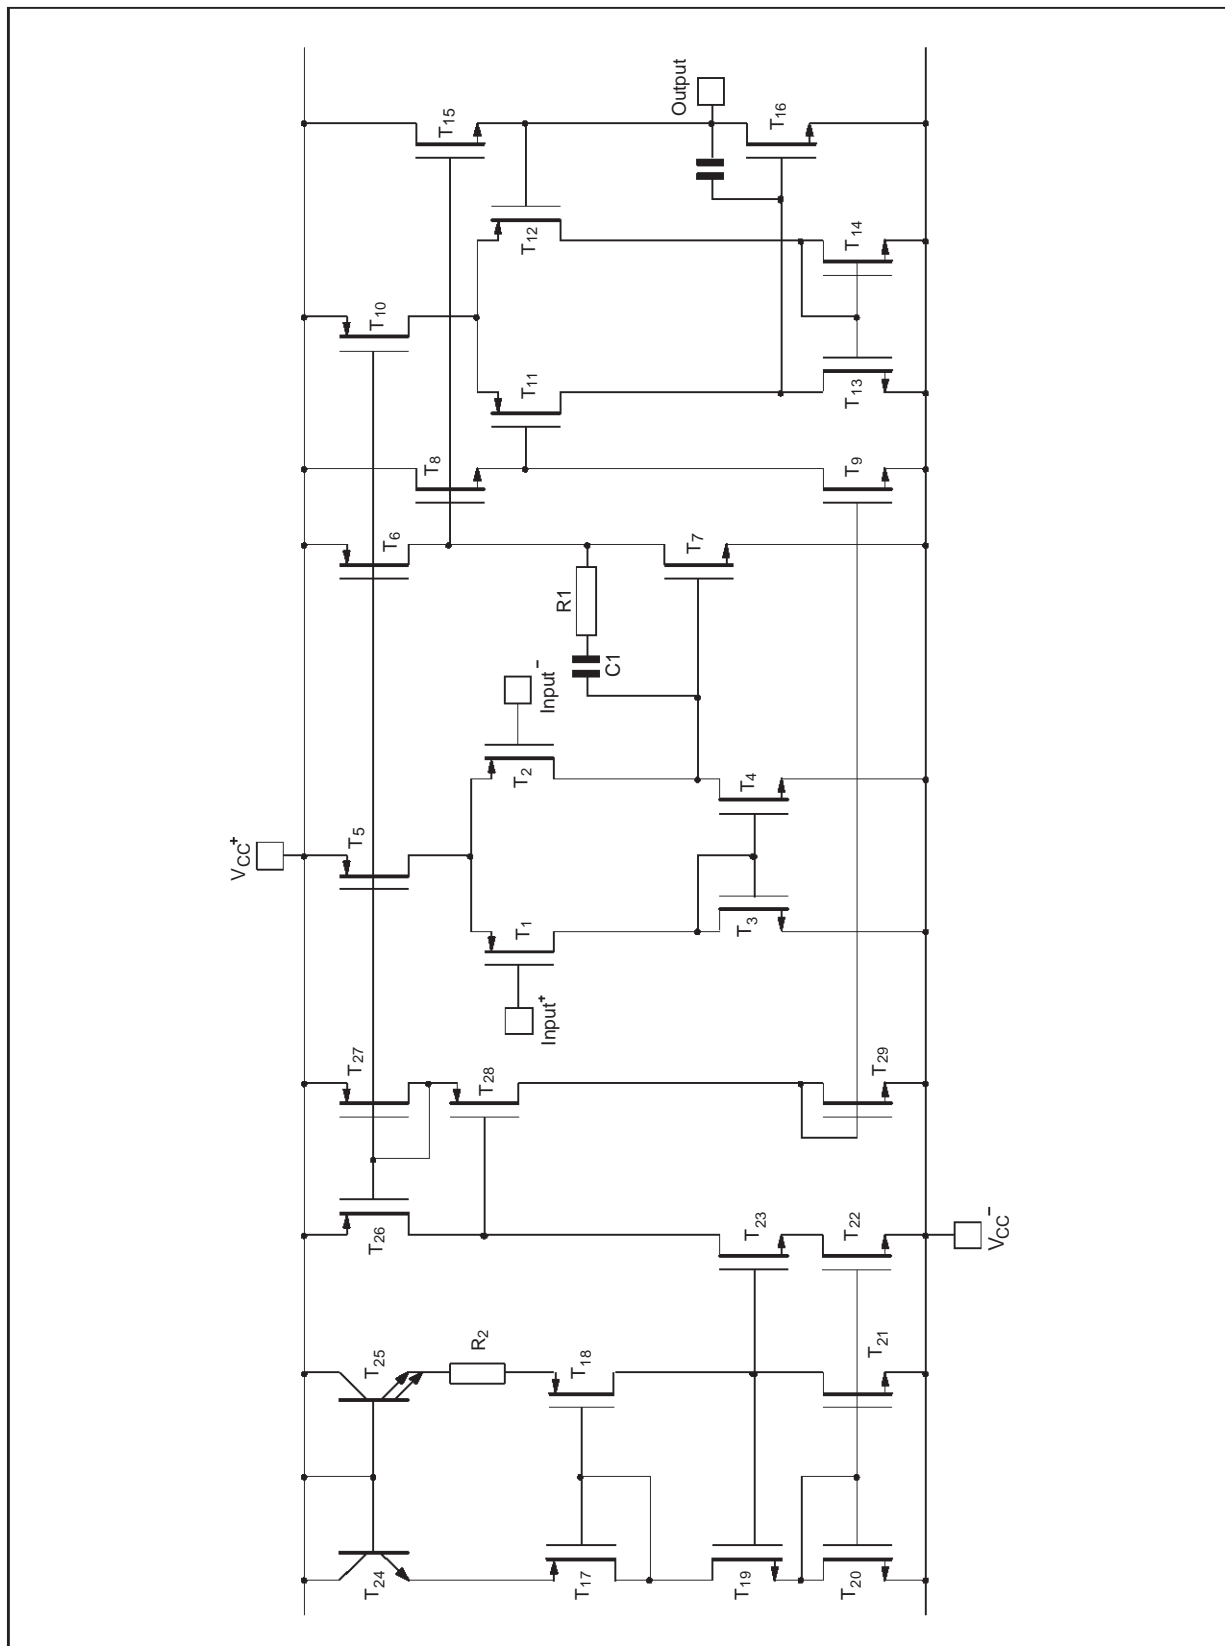 T24
T17
T19
T20
T25
R2
T18
T21
T26
T23
T22
VCC-
T27
T28
T29
Input+
T1
T3
VCC+
T5
T2
T4
Input-
C1
R1
T6
T7
T8
T9
T10
T11
T13
T12
T14
T15
Output
T16